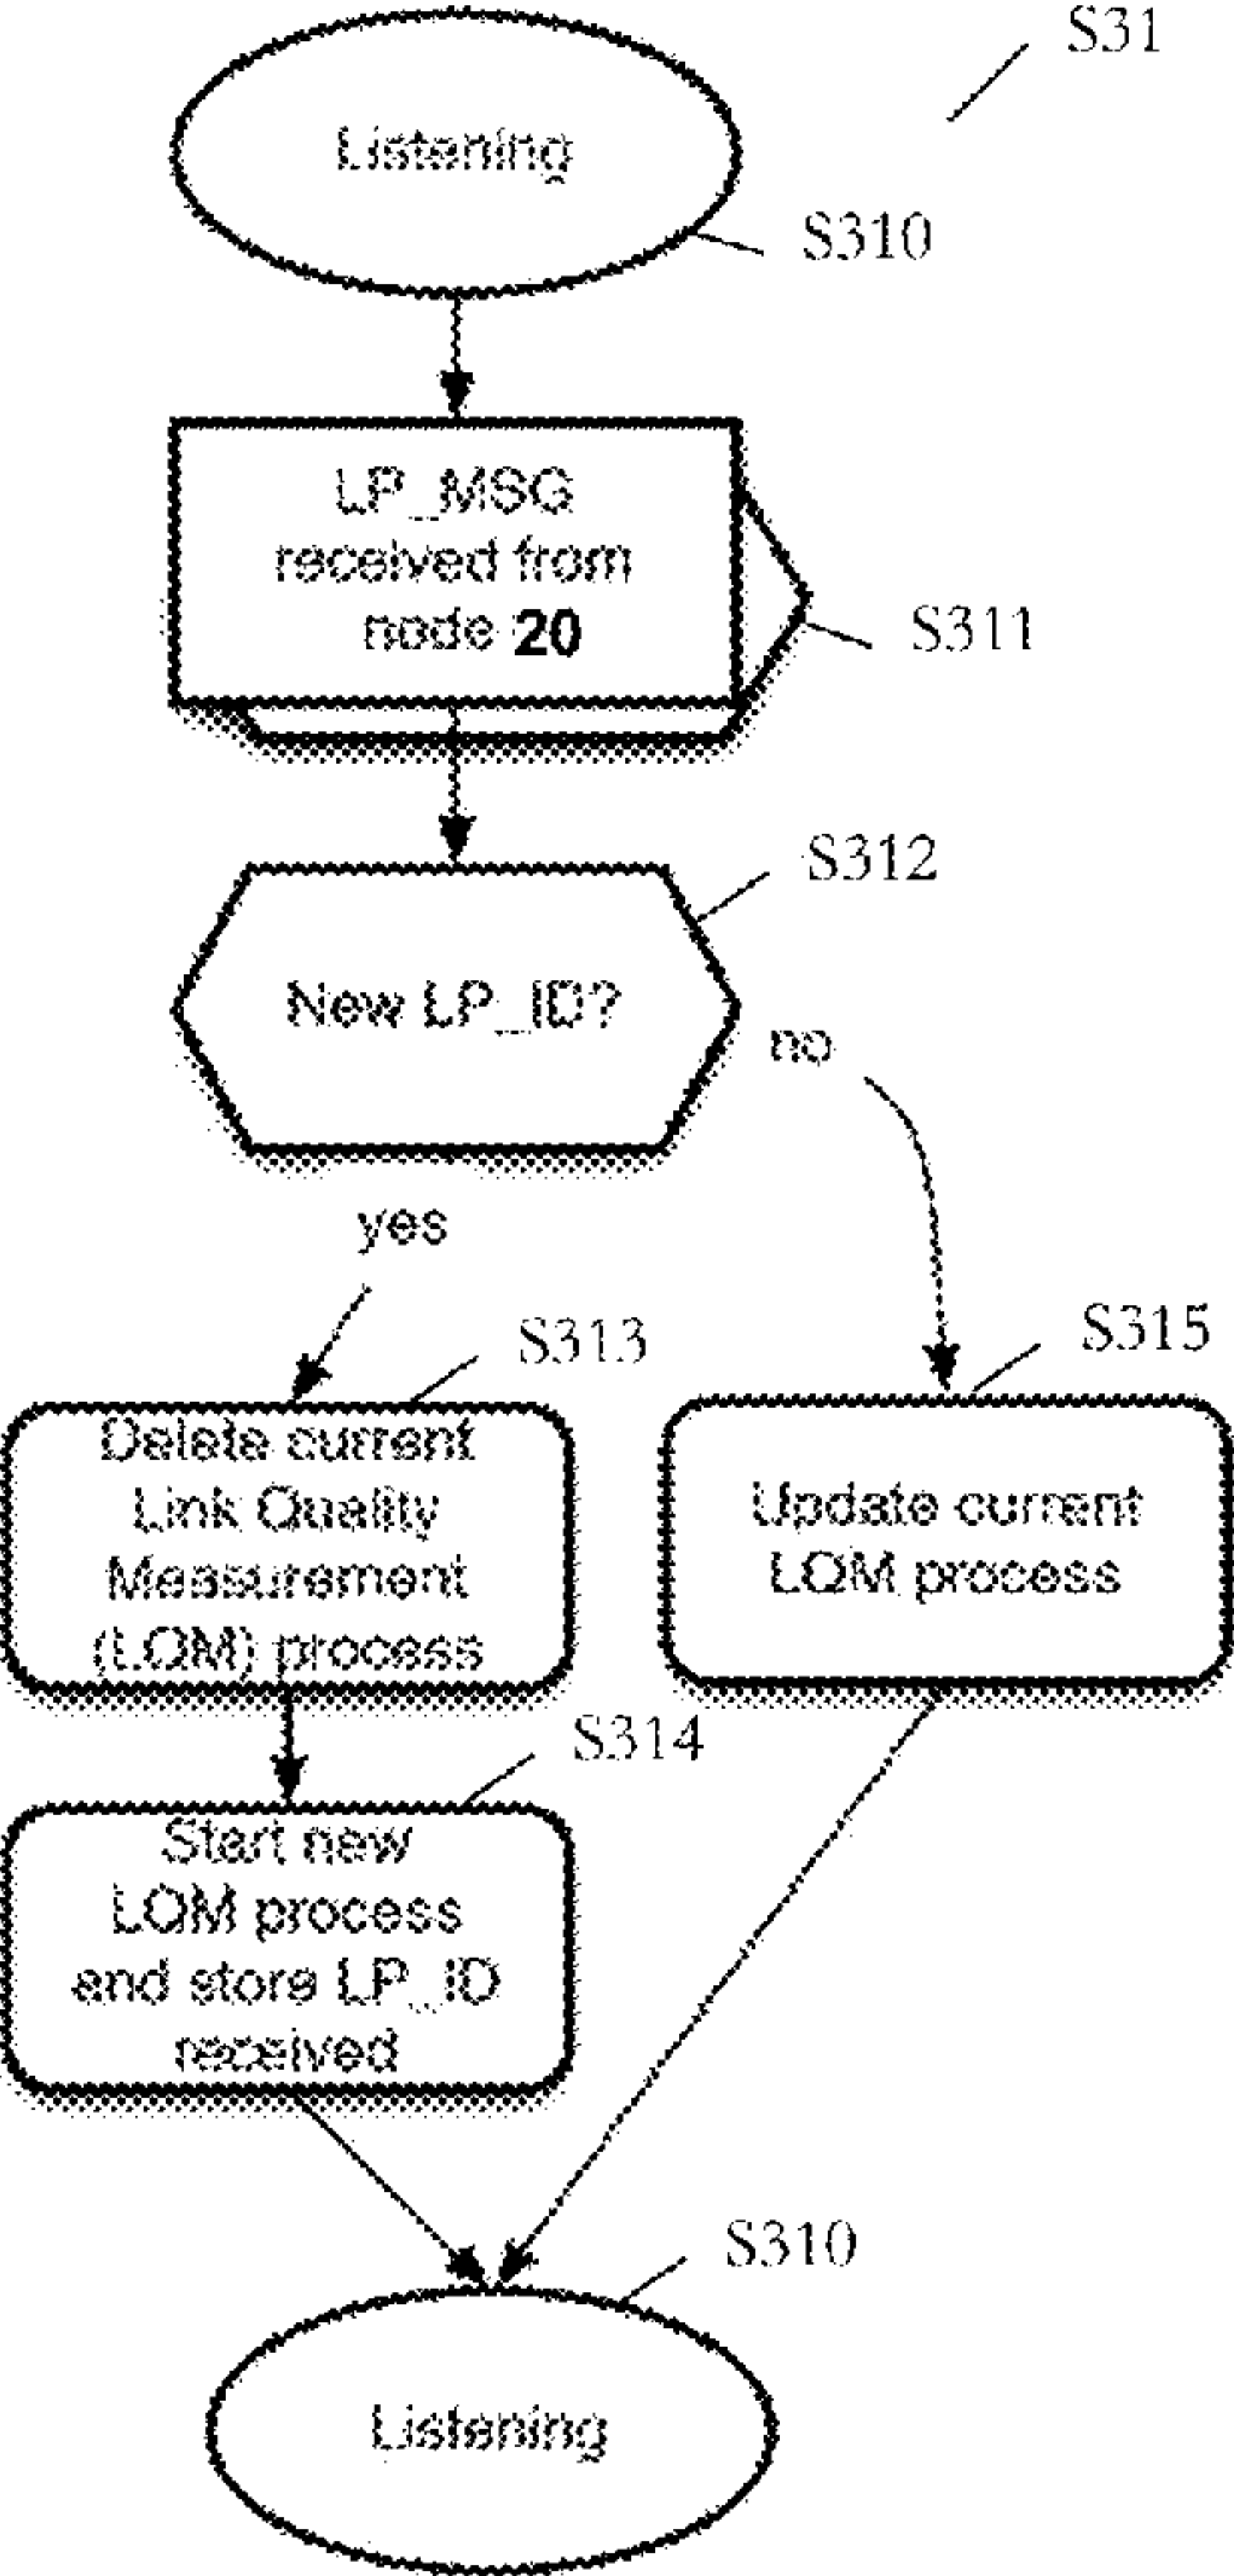 S31
Listening
S310
LP_MSG
received from
node 20
S311
S312
New LP_ID?
no
yes
S313
S315
Delete current
Link Quality
Measurement
(LQM) process
Update current
LQM process
S314
Start new
LQM process
and store LP_ID
received
S310
Listening